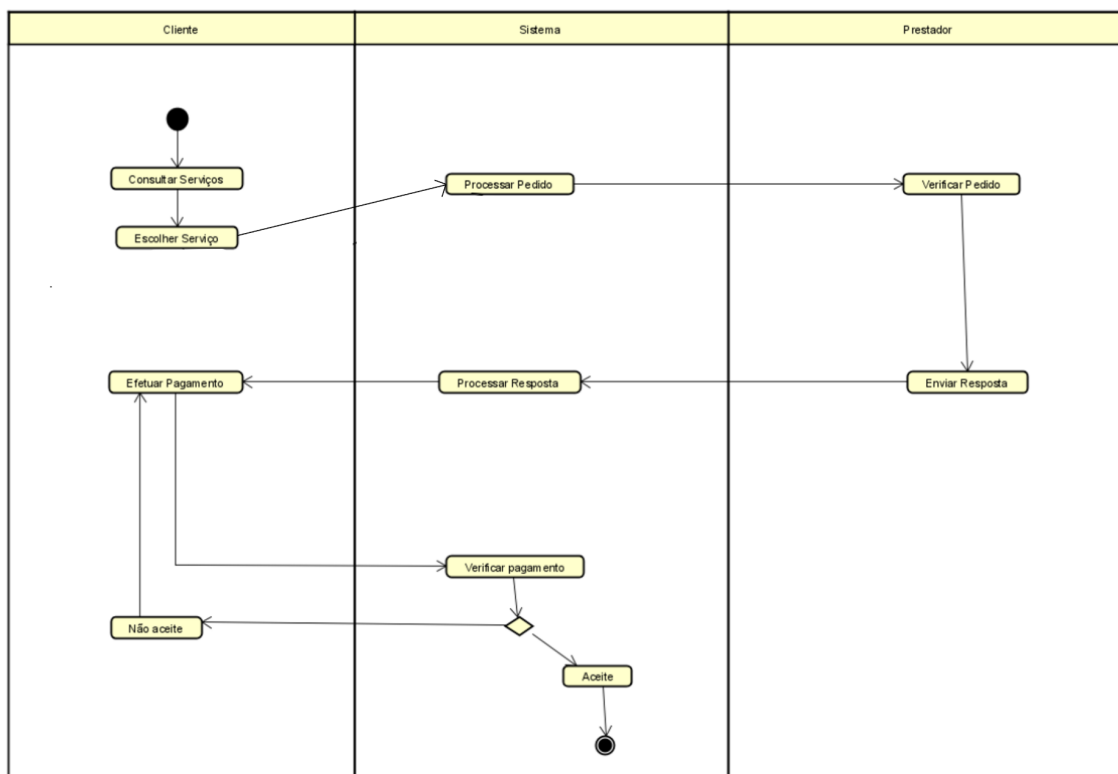 Cliente
Sistema
Prestador
Consultar Serviços
Processar Pedido
Verificar Pedido
Escolher Serviço
Efetuar Pagamento
Processar Resposta
Enviar Resposta
Verificar pagamento
Não aceite
Aceite